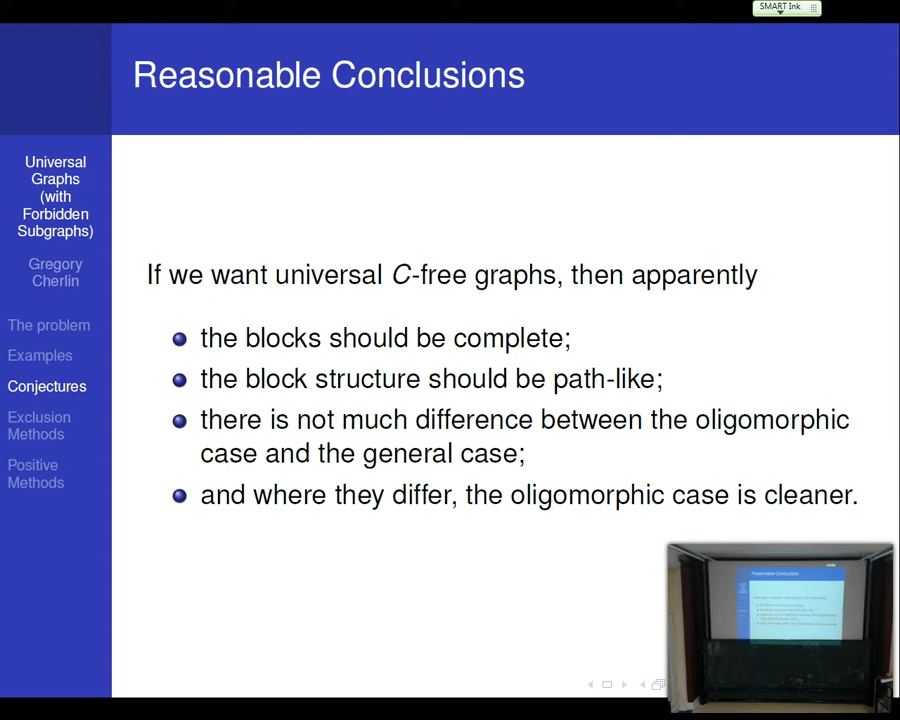 SMART Ink
Reasonable Conclusions
Universal
Graphs
(with
Forbidden
Subgraphs)
Gregory
Cherlin
The problem
Examples
Conjectures
Exclusion
Methods
Positive
Methods
If we want universal C-free graphs, then apparently
the blocks should be complete;
the block structure should be path-like;
there is not much difference between the oligomorphic
case and the general case;
and where they differ, the oligomorphic case is cleaner.
Reasonable Conclusions